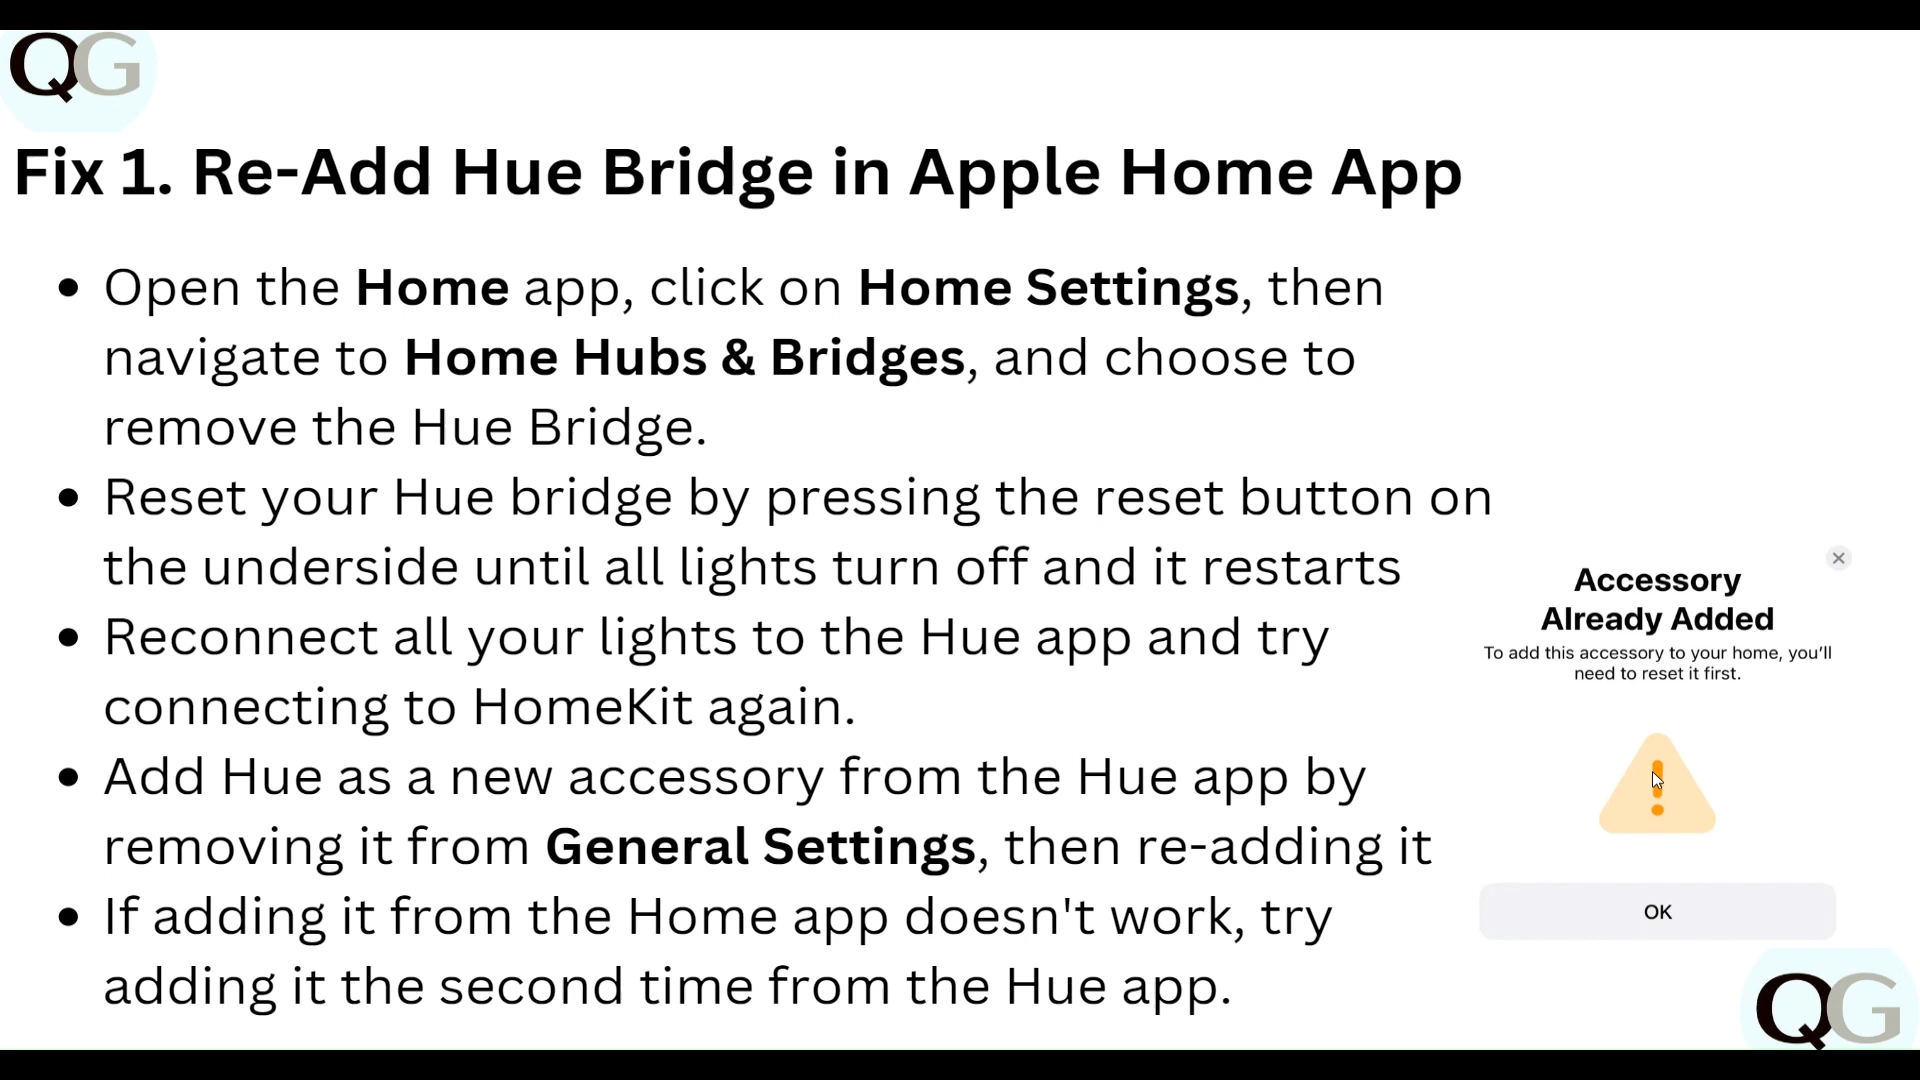 QG
Fix 1. Re-Add Hue Bridge in Apple Home App
• Open the Home app, click on Home Settings, then
navigate to Home Hubs & Bridges, and choose to
remove the Hue Bridge.
• Reset your Hue bridge by pressing the reset button on
the underside until all lights turn off and it restarts
• Reconnect all your lights to the Hue app and try
connecting to HomeKit again.
• Add Hue as a new accessory from the Hue app by
removing it from General Settings, then re-adding it
• If adding it from the Home app doesn't work, try
adding it the second time from the Hue app.
Accessory
Already Added
To add this accessory to your home, you’ll
need to reset it first.
OK
QG